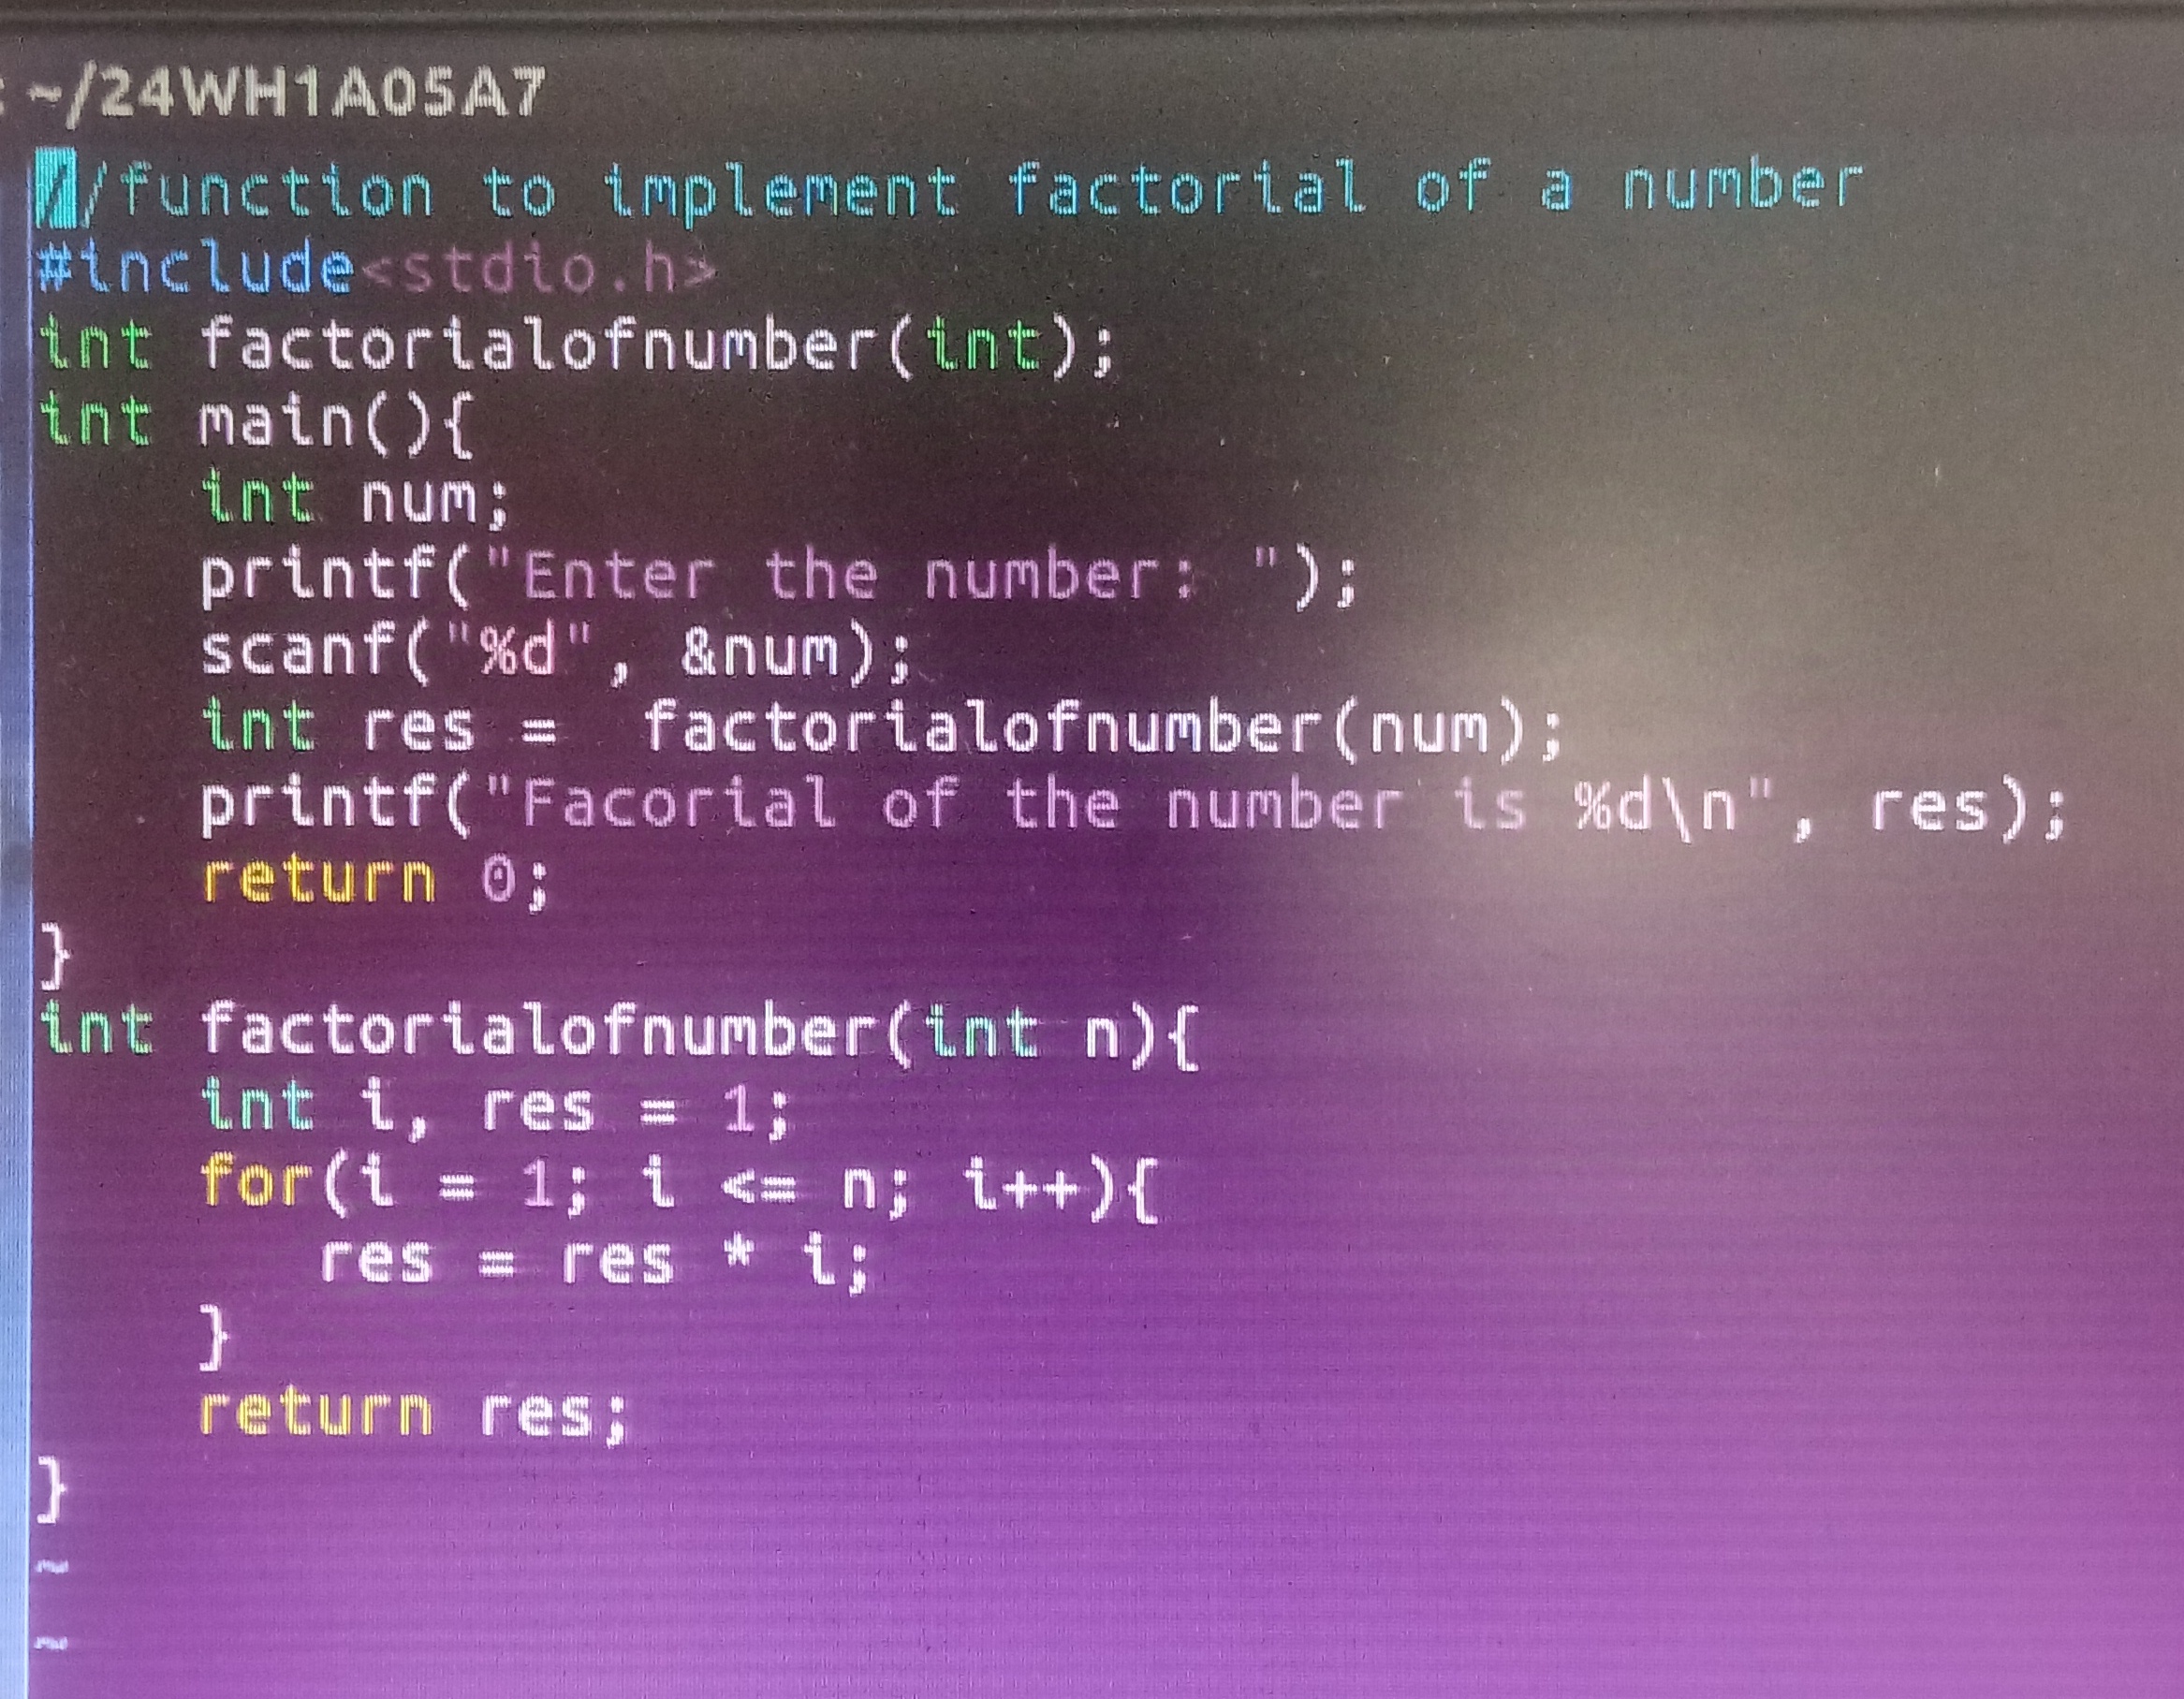 : ~/24WH1A05A7
//function to implement factorial of a number
#include<stdio.h>
int factorialofnumber(int);
int main(){
    int num;
    printf("Enter the number: ");
    scanf("%d", &num);
    int res =  factorialofnumber(num);
    printf("Facorial of the number is %d\n", res);
    return 0;
}
int factorialofnumber(int n){
    int i, res = 1;
    for(i = 1; i <= n; i++){
       res = res * i;
    }
    return res;
}
~
~